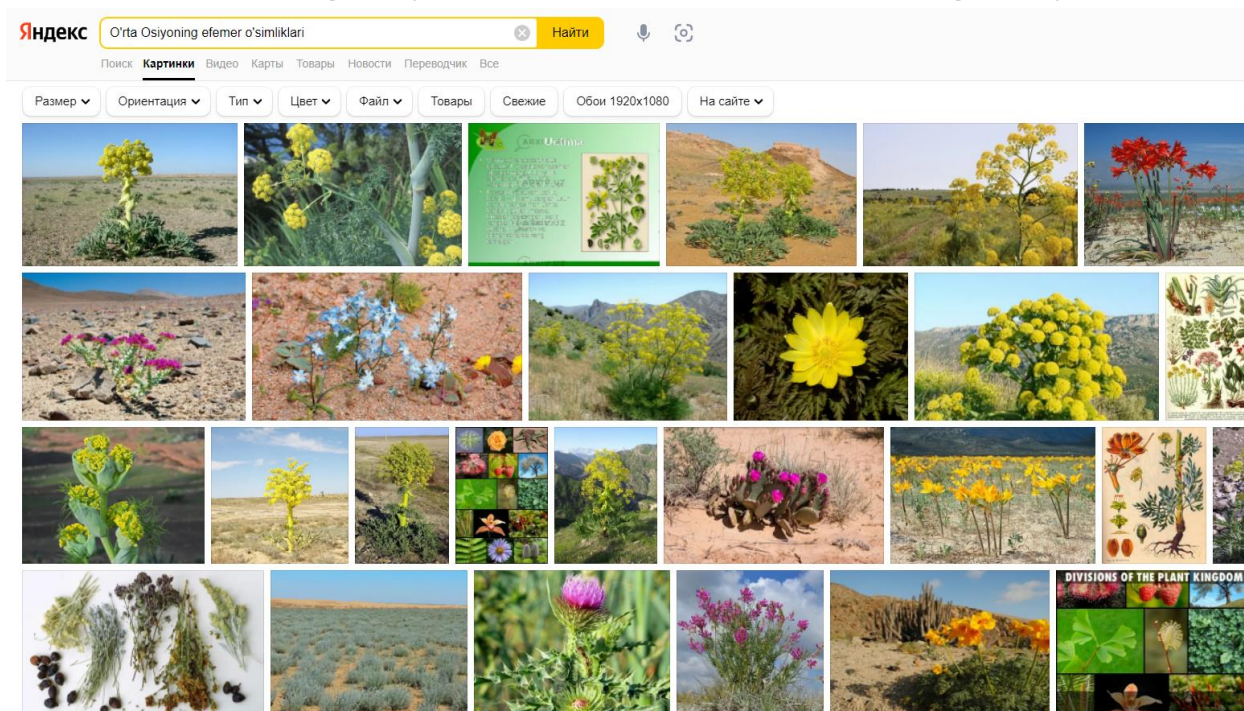 Яндекс O'rta Osiyoning efemer o'simliklari Найти
Поиск Картинки Видео Карты Товары Новости Переводчик Все
Размер Ориентация Тип Цвет Файл Товары Свежие Обои 1920x1080 На сайте
DIVISIONS OF THE PLANT KINGDOM